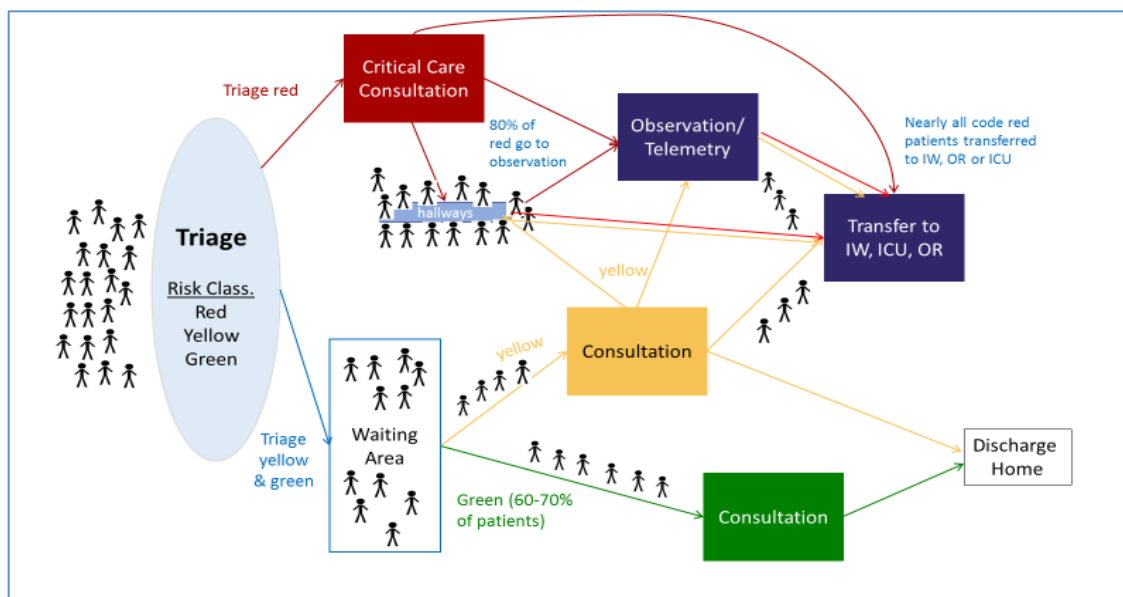 Triage
Risk Class.
Red
Yellow
Green
Triage red
Critical Care
Consultation
80% of
red go to
observation
hallways
Observation/
Telemetry
Nearly all code red
patients transferred
to IW, OR or ICU
Transfer to
IW, ICU, OR
Triage
yellow
& green
Waiting
Area
yellow
yellow
Consultation
Green (60-70%
of patients)
Consultation
Discharge
Home